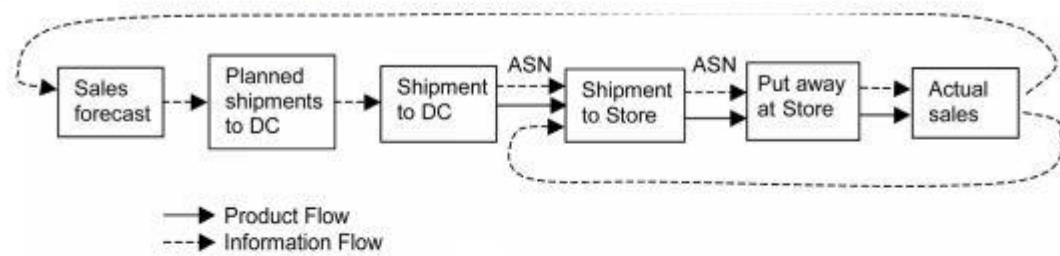 ASN
ASN
Sales
forecast
Planned
shipments
to DC
Shipment
to DC
Shipment
to Store
Put away
at Store
Actual
sales
Product Flow
Information Flow